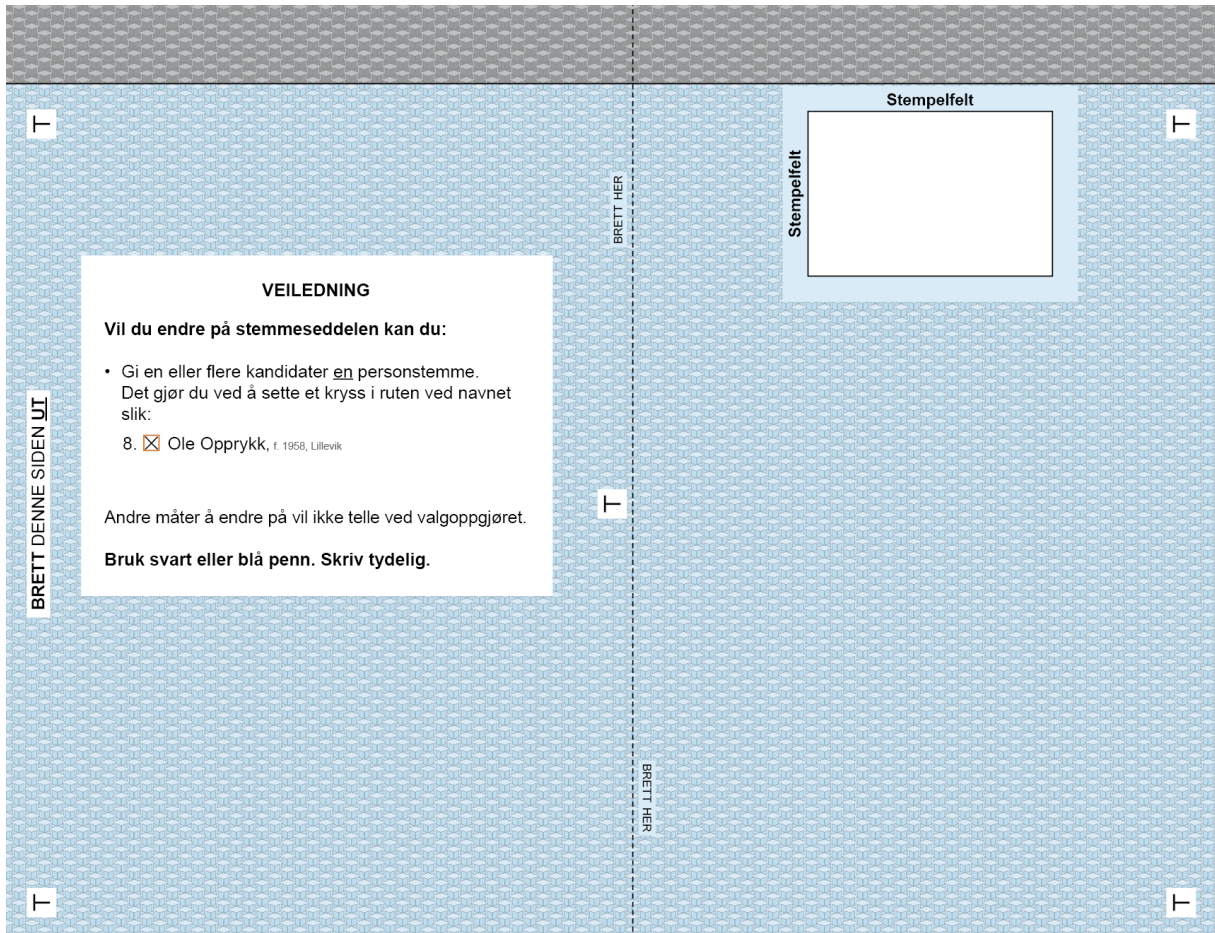 Stempelfelt
Stempelfelt
T
T
BRETT HER
VEILEDNING
Vil du endre på stemmeseddelen kan du:
• Gi en eller flere kandidater en personstemme.
Det gjør du ved å sette et kryss i ruten ved navnet
slik:
8. ☒ Ole Opprykk, f. 1958, Lillevik
Andre måter å endre på vil ikke telle ved valgoppgjøret.
Bruk svart eller blå penn. Skriv tydelig.
BRETT DENNE SIDEN UT
T
BRETT HER
T
T